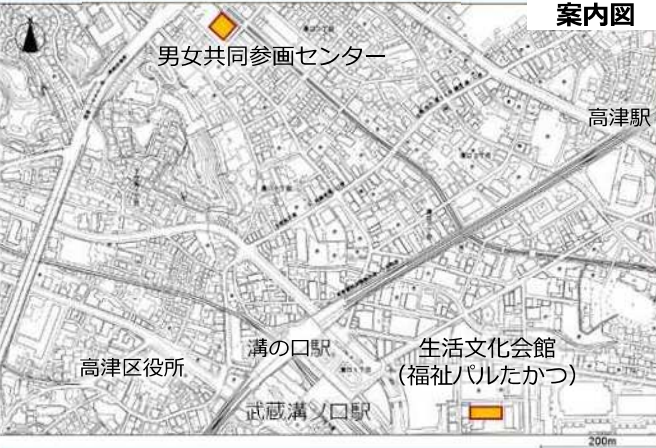 案内図
男女共同参画センター
高津駅
溝の口駅
高津区役所
生活文化会館
（福祉パルたかつ）
武蔵溝ノ口駅
200m